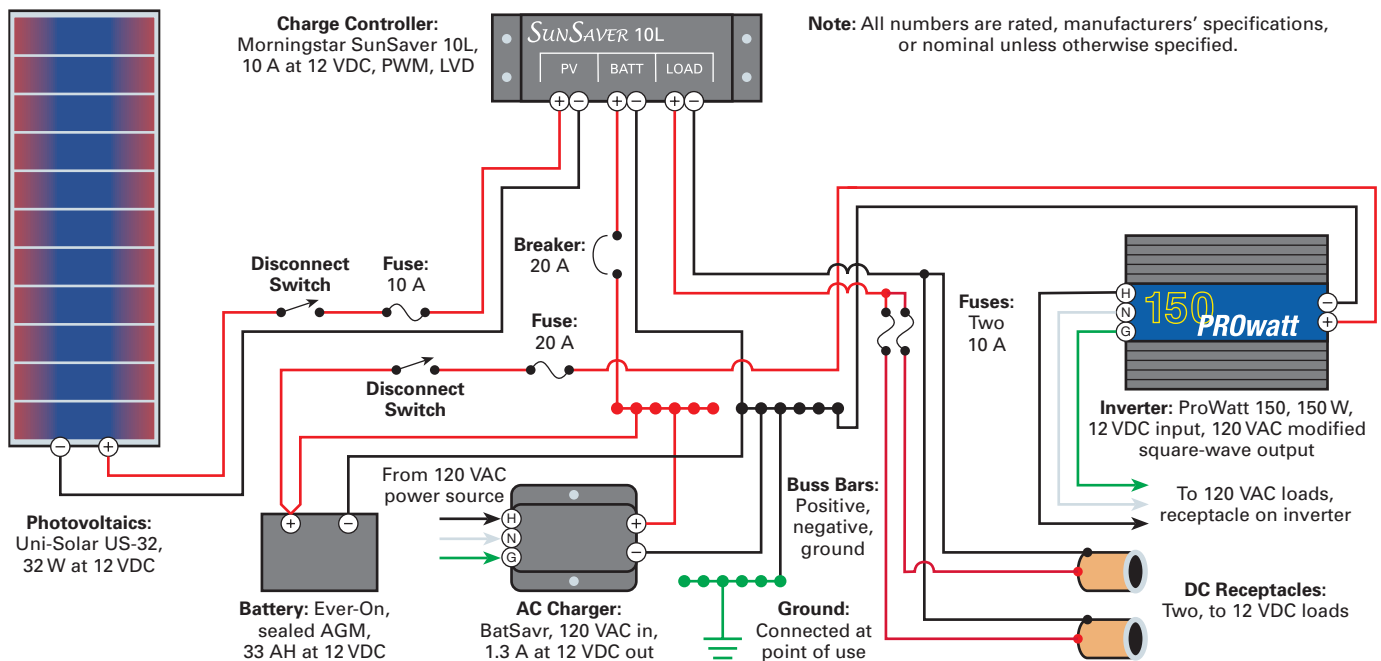 Charge Controller:
Morningstar SunSaver 10L,
10 A at 12 VDC, PWM, LVD
SUNSAVER 10L
PV
BATT
LOAD
+
−
+
−
+
−
Note: All numbers are rated, manufacturers’ specifications,
or nominal unless otherwise specified.
Disconnect
Switch
Fuse:
10 A
Breaker:
20 A
Fuse:
20 A
Disconnect
Switch
Fuses:
Two
10 A
H
N
G
150
PROwatt
−
+
Inverter: ProWatt 150, 150 W,
12 VDC input, 120 VAC modified
square-wave output
To 120 VAC loads,
receptacle on inverter
−
+
Photovoltaics:
Uni-Solar US-32,
32 W at 12 VDC
+
−
Battery: Ever-On,
sealed AGM,
33 AH at 12 VDC
From 120 VAC
power source
H
N
G
+
−
AC Charger:
BatSavr, 120 VAC in,
1.3 A at 12 VDC out
Buss Bars:
Positive,
negative,
ground
Ground:
Connected at
point of use
DC Receptacles:
Two, to 12 VDC loads